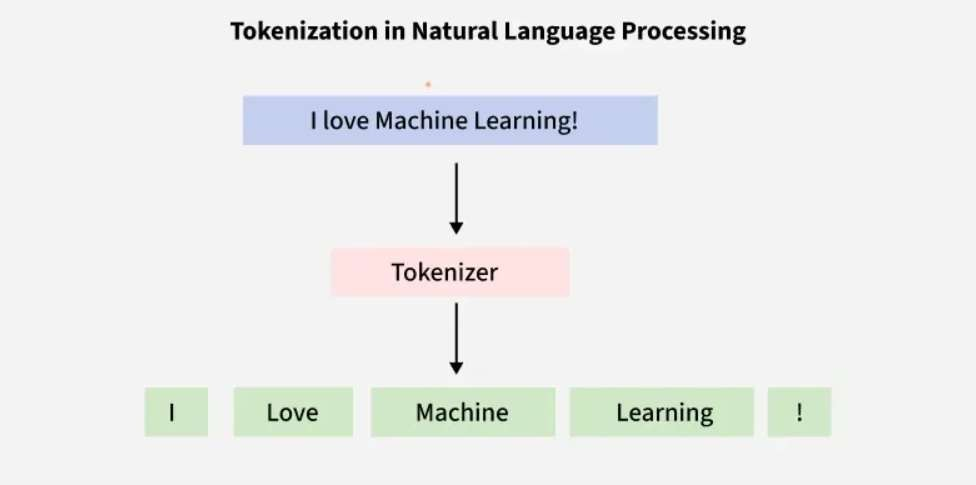 Tokenization in Natural Language Processing
I love Machine Learning!
Tokenizer
I Love Machine Learning !